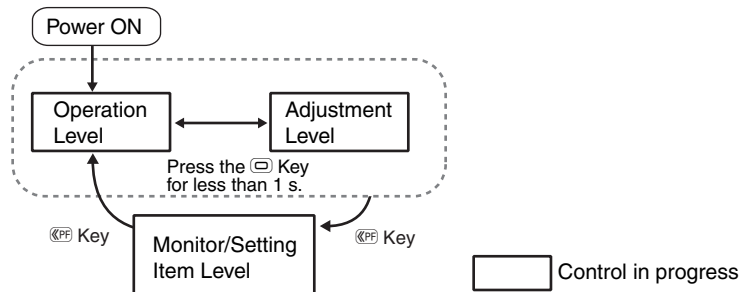 Power ON
Operation
Level
Adjustment
Level
Press the Key
for less than 1 s.
PF Key
PF Key
Monitor/Setting
Item Level
Control in progress